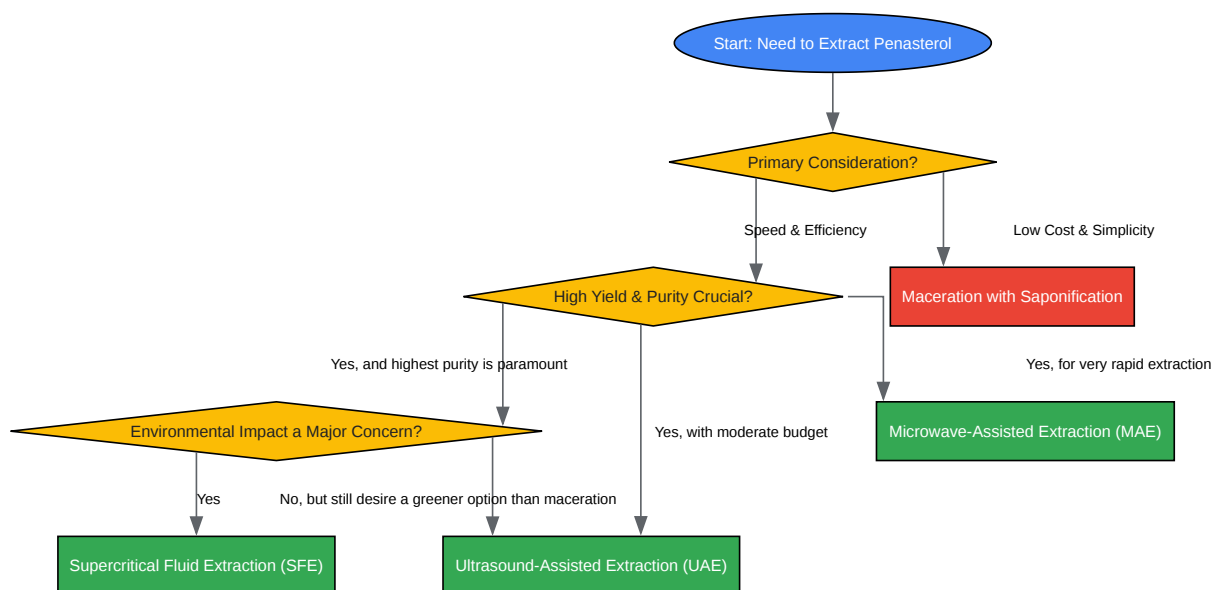 Start: Need to Extract Penasterol
Primary Consideration?
Speed & Efficiency
Low Cost & Simplicity
High Yield & Purity Crucial?
Maceration with Saponification
Yes, and highest purity is paramount
Yes, for very rapid extraction
Environmental Impact a Major Concern?
Yes, with moderate budget
Microwave-Assisted Extraction (MAE)
Yes
No, but still desire a greener option than maceration
Supercritical Fluid Extraction (SFE)
Ultrasound-Assisted Extraction (UAE)